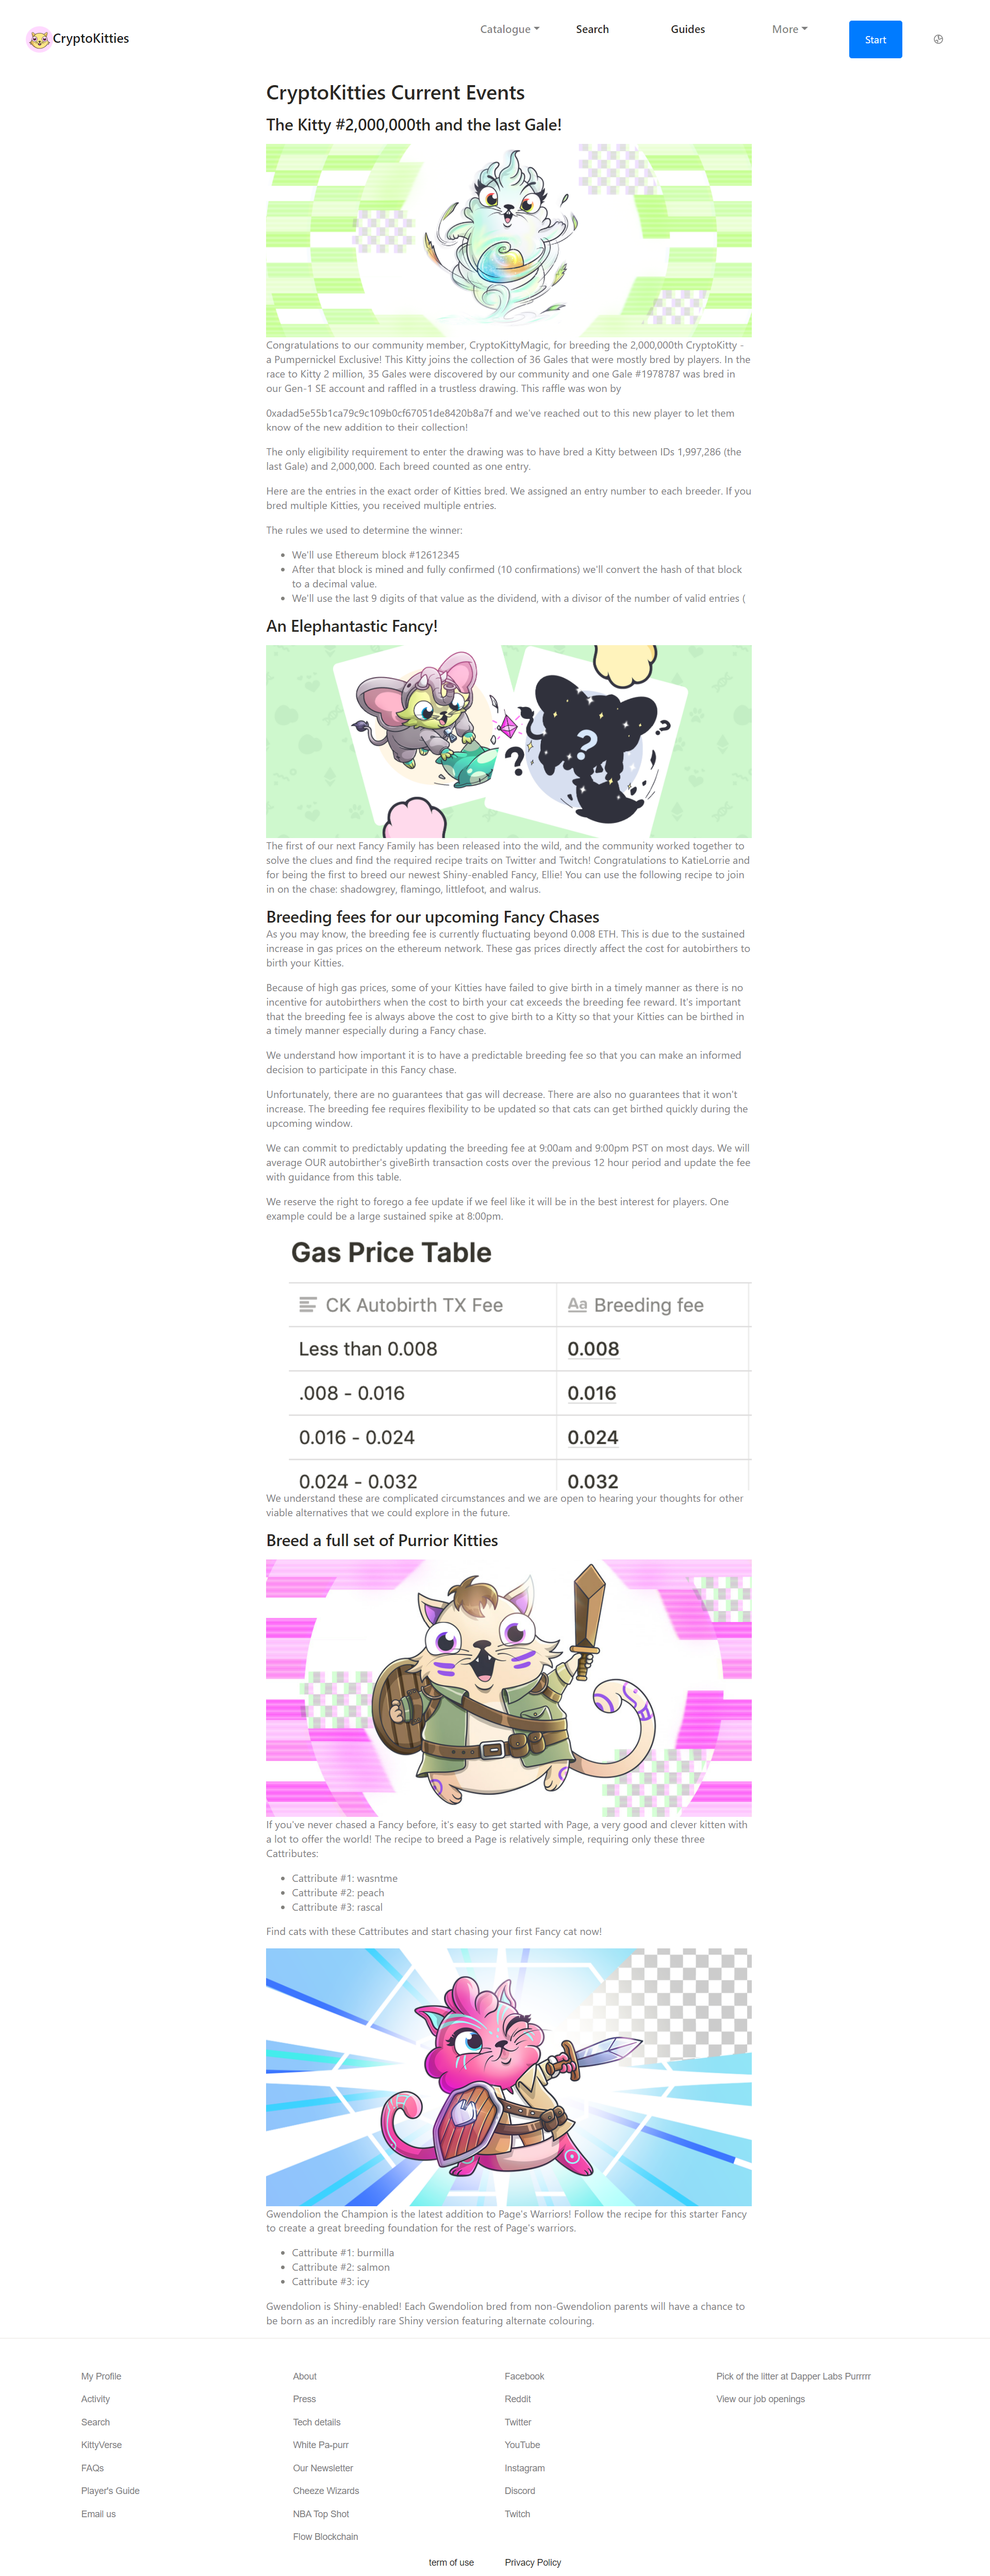 CryptoKitties
Catalogue
Search
Guides
More
Start
CryptoKitties Current Events
The Kitty #2,000,000th and the last Gale!
Congratulations to our community member, CryptoKittyMagic, for breeding the 2,000,000th CryptoKitty -
a Pumpernickel Exclusive! This Kitty joins the collection of 36 Gales that were mostly bred by players. In the
race to Kitty 2 million, 35 Gales were discovered by our community and one Gale #1978787 was bred in
our Gen-1 SE account and raffled in a trustless drawing. This raffle was won by
0xadad5e55b1ca79c9c109b0cf67051de8420b8a7f and we've reached out to this new player to let them
know of the new addition to their collection!
The only eligibility requirement to enter the drawing was to have bred a Kitty between IDs 1,997,286 (the
last Gale) and 2,000,000. Each breed counted as one entry.
Here are the entries in the exact order of Kitties bred. We assigned an entry number to each breeder. If you
bred multiple Kitties, you received multiple entries.
The rules we used to determine the winner:
• We'll use Ethereum block #12612345
• After that block is mined and fully confirmed (10 confirmations) we'll convert the hash of that block
to a decimal value.
• We'll use the last 9 digits of that value as the dividend, with a divisor of the number of valid entries (
An Elephantastic Fancy!
? ? ?
The first of our next Fancy Family has been released into the wild, and the community worked together to
solve the clues and find the required recipe traits on Twitter and Twitch! Congratulations to KatieLorrie and
for being the first to breed our newest Shiny-enabled Fancy, Ellie! You can use the following recipe to join
in on the chase: shadowgrey, flamingo, littlefoot, and walrus.
Breeding fees for our upcoming Fancy Chases
As you may know, the breeding fee is currently fluctuating beyond 0.008 ETH. This is due to the sustained
increase in gas prices on the ethereum network. These gas prices directly affect the cost for autobirthers to
birth your Kitties.
Because of high gas prices, some of your Kitties have failed to give birth in a timely manner as there is no
incentive for autobirthers when the cost to birth your cat exceeds the breeding fee reward. It's important
that the breeding fee is always above the cost to give birth to a Kitty so that your Kitties can be birthed in
a timely manner especially during a Fancy chase.
We understand how important it is to have a predictable breeding fee so that you can make an informed
decision to participate in this Fancy chase.
Unfortunately, there are no guarantees that gas will decrease. There are also no guarantees that it won't
increase. The breeding fee requires flexibility to be updated so that cats can get birthed quickly during the
upcoming window.
We can commit to predictably updating the breeding fee at 9:00am and 9:00pm PST on most days. We will
average OUR autobirther's giveBirth transaction costs over the previous 12 hour period and update the fee
with guidance from this table.
We reserve the right to forego a fee update if we feel like it will be in the best interest for players. One
example could be a large sustained spike at 8:00pm.
Gas Price Table
CK Autobirth TX Fee Aa Breeding fee
Less than 0.008 0.008
.008 - 0.016 0.016
0.016 - 0.024 0.024
0.024 - 0.032 0.032
We understand these are complicated circumstances and we are open to hearing your thoughts for other
viable alternatives that we could explore in the future.
Breed a full set of Purrior Kitties
If you've never chased a Fancy before, it's easy to get started with Page, a very good and clever kitten with
a lot to offer the world! The recipe to breed a Page is relatively simple, requiring only these three
Cattributes:
• Cattribute #1: wasntme
• Cattribute #2: peach
• Cattribute #3: rascal
Find cats with these Cattributes and start chasing your first Fancy cat now!
Gwendolion the Champion is the latest addition to Page's Warriors! Follow the recipe for this starter Fancy
to create a great breeding foundation for the rest of Page's warriors.
• Cattribute #1: burmilla
• Cattribute #2: salmon
• Cattribute #3: icy
Gwendolion is Shiny-enabled! Each Gwendolion bred from non-Gwendolion parents will have a chance to
be born as an incredibly rare Shiny version featuring alternate colouring.
My Profile
Activity
Search
KittyVerse
FAQs
Player's Guide
Email us
About
Press
Tech details
White Pa-purr
Our Newsletter
Cheeze Wizards
NBA Top Shot
Flow Blockchain
Facebook
Reddit
Twitter
YouTube
Instagram
Discord
Twitch
Pick of the litter at Dapper Labs Purrrrr
View our job openings
term of use
Privacy Policy